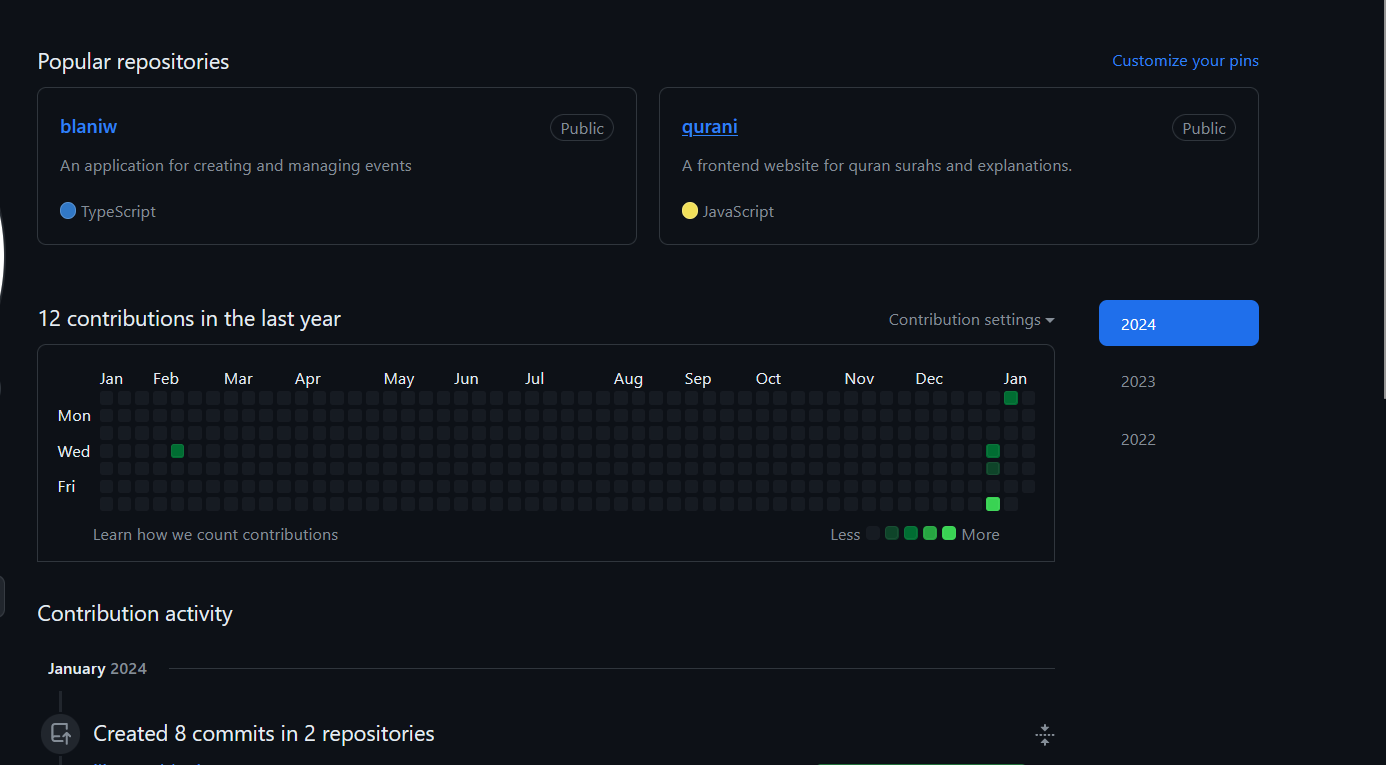 Popular repositories
Customize your pins
blaniw
Public
An application for creating and managing events
TypeScript
qurani
Public
A frontend website for quran surahs and explanations.
JavaScript
12 contributions in the last year
Contribution settings
2024
2023
2022
Jan Feb Mar Apr May Jun Jul Aug Sep Oct Nov Dec Jan
Mon
Wed
Fri
Learn how we count contributions
Less More
Contribution activity
January 2024
Created 8 commits in 2 repositories